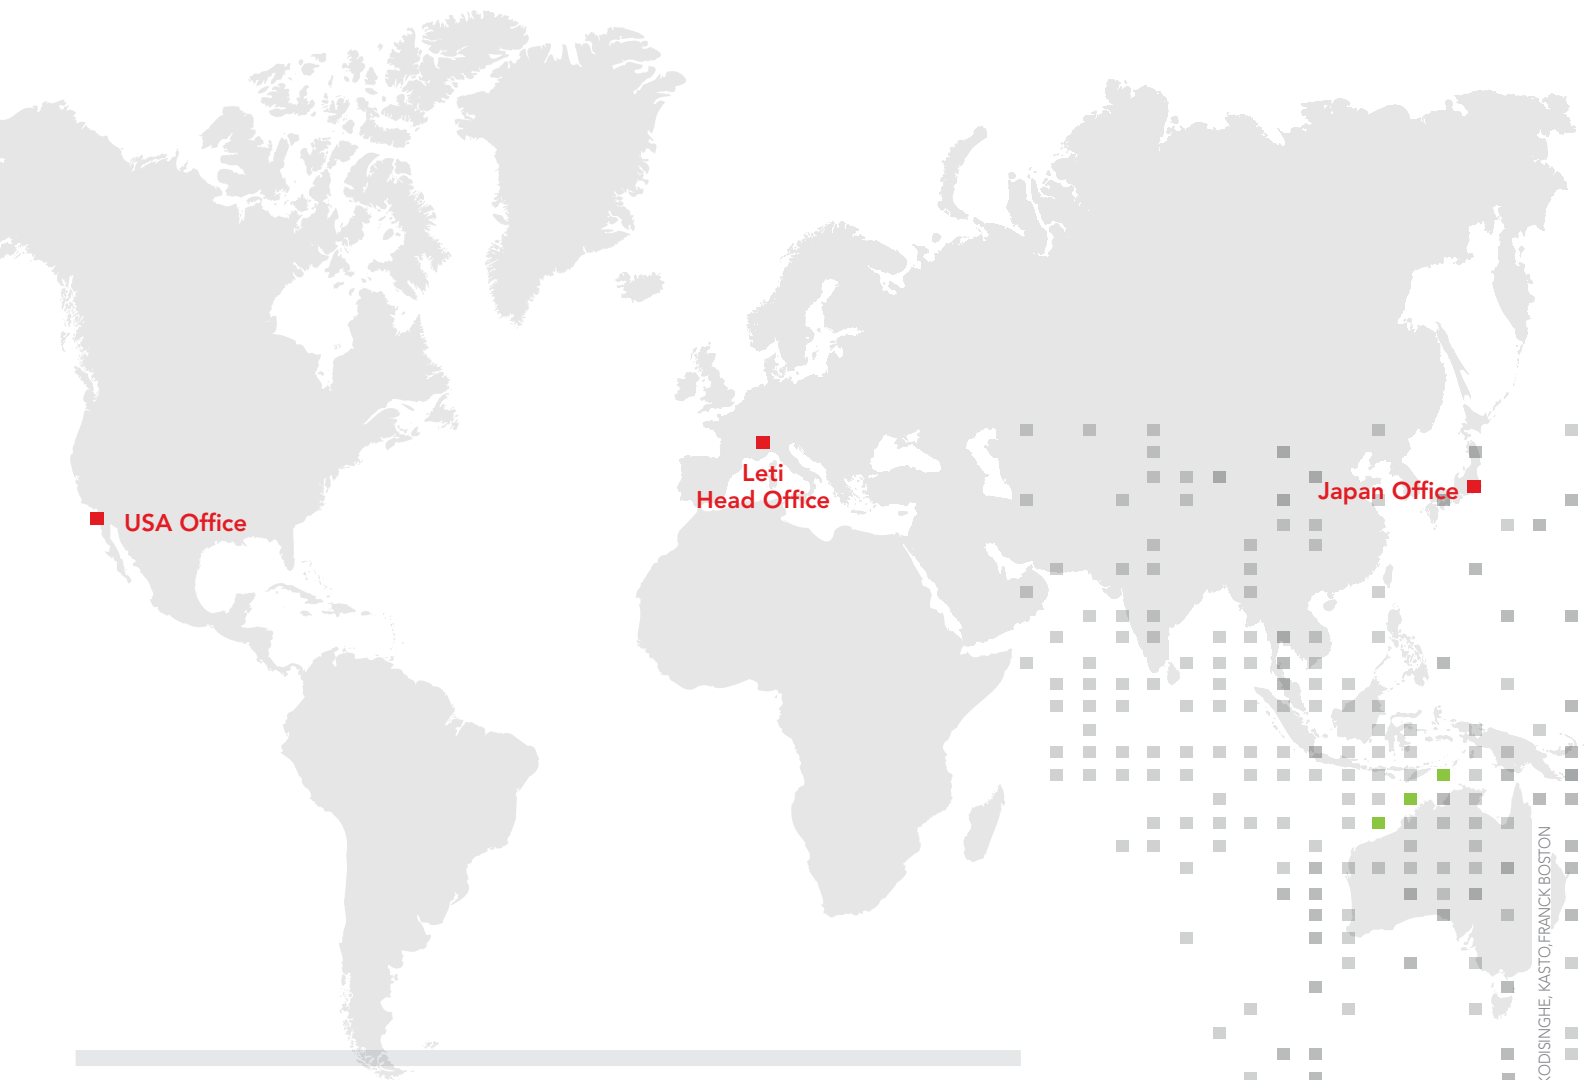 Leti
Head Office
Japan Office
USA Office
KODISINGHE, KASTO,FRANCK BOSTON